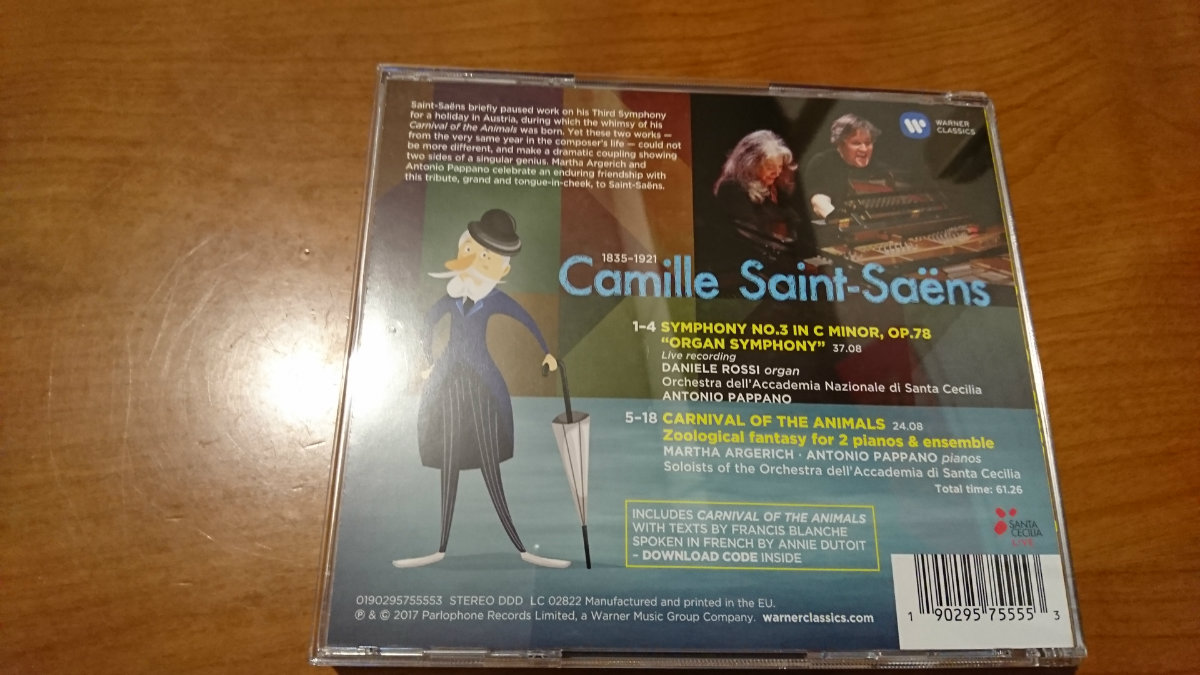 Saint-Saëns briefly paused work on his Third Symphony
for a holiday in Austria, during which the whimsy of his
Carnival of the Animals was born. Yet these two works —
from the very same year in the composer's life — could not
be more different, and make a dramatic coupling showing
two sides of a singular genius. Martha Argerich and
Antonio Pappano celebrate an enduring friendship with
this tribute, grand and tongue-in-cheek, to Saint-Saëns.
WARNER
CLASSICS
1835–1921
Camille Saint-Saëns
1–4 SYMPHONY NO.3 IN C MINOR, OP.78
“ORGAN SYMPHONY” 37.08
Live recording
DANIELE ROSSI organ
Orchestra dell'Accademia Nazionale di Santa Cecilia
ANTONIO PAPPANO
5–18 CARNIVAL OF THE ANIMALS 24.08
Zoological fantasy for 2 pianos & ensemble
MARTHA ARGERICH · ANTONIO PAPPANO pianos
Soloists of the Orchestra dell'Accademia di Santa Cecilia
Total time: 61.26
INCLUDES CARNIVAL OF THE ANIMALS
WITH TEXTS BY FRANCIS BLANCHE
SPOKEN IN FRENCH BY ANNIE DUTOIT
– DOWNLOAD CODE INSIDE
SANTA
CECILIA
LIVE
0190295755553 STEREO DDD LC 02822 Manufactured and printed in the EU.
℗ & © 2017 Parlophone Records Limited, a Warner Music Group Company. warnerclassics.com
1 90295 75555 3